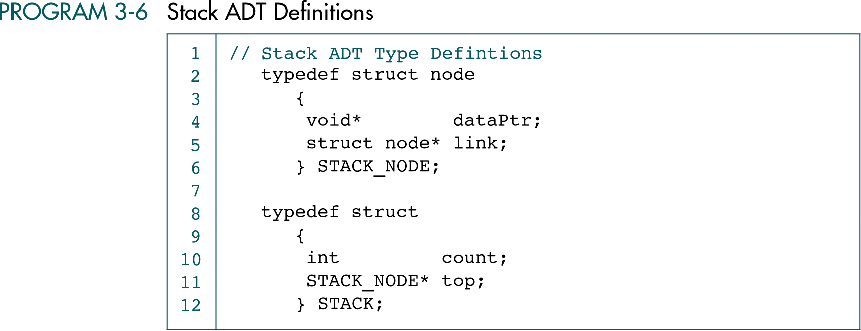 PROGRAM 3-6 Stack ADT Definitions
1 // Stack ADT Type Defintions
2 typedef struct node
3 {
4 void* dataPtr;
5 struct node* link;
6 } STACK_NODE;
7
8 typedef struct
9 {
10 int count;
11 STACK_NODE* top;
12 } STACK;